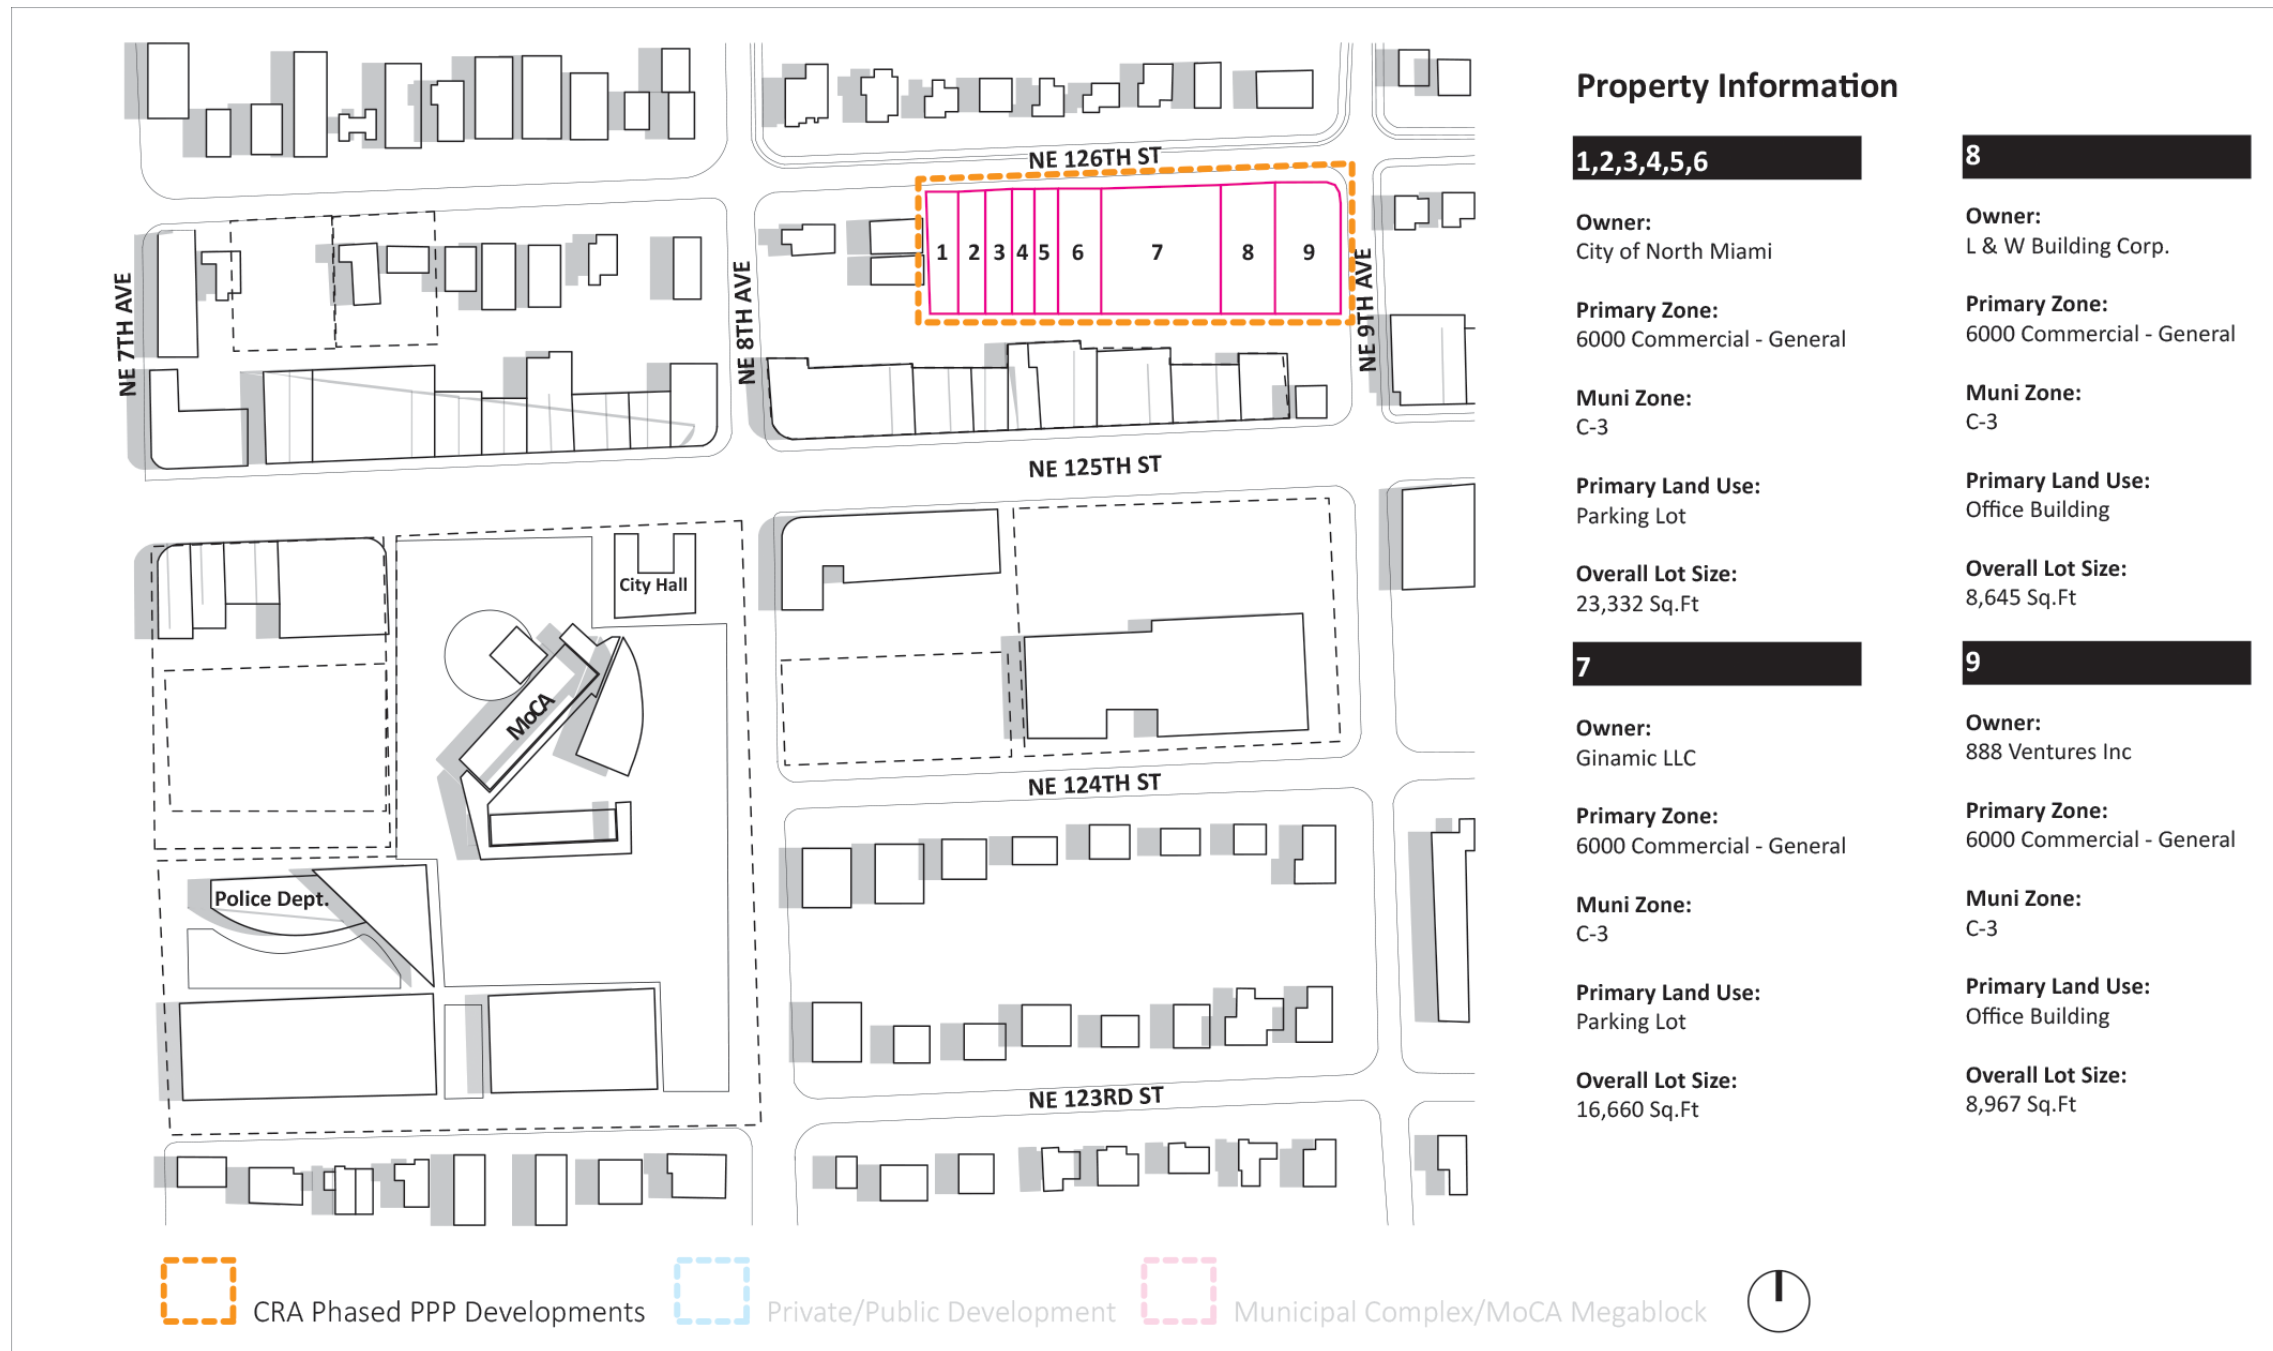 NE 126TH ST
1 2 3 4 5 6 7 8 9
NE 7TH AVE
NE 8TH AVE
NE 9TH AVE
NE 125TH ST
City Hall
MoCA
NE 124TH ST
Police Dept.
NE 123RD ST
Property Information
1,2,3,4,5,6
Owner:
City of North Miami
Primary Zone:
6000 Commercial - General
Muni Zone:
C-3
Primary Land Use:
Parking Lot
Overall Lot Size:
23,332 Sq.Ft
7
Owner:
Ginamic LLC
Primary Zone:
6000 Commercial - General
Muni Zone:
C-3
Primary Land Use:
Parking Lot
Overall Lot Size:
16,660 Sq.Ft
8
Owner:
L & W Building Corp.
Primary Zone:
6000 Commercial - General
Muni Zone:
C-3
Primary Land Use:
Office Building
Overall Lot Size:
8,645 Sq.Ft
9
Owner:
888 Ventures Inc
Primary Zone:
6000 Commercial - General
Muni Zone:
C-3
Primary Land Use:
Office Building
Overall Lot Size:
8,967 Sq.Ft
CRA Phased PPP Developments
Private/Public Development
Municipal Complex/MoCA Megablock